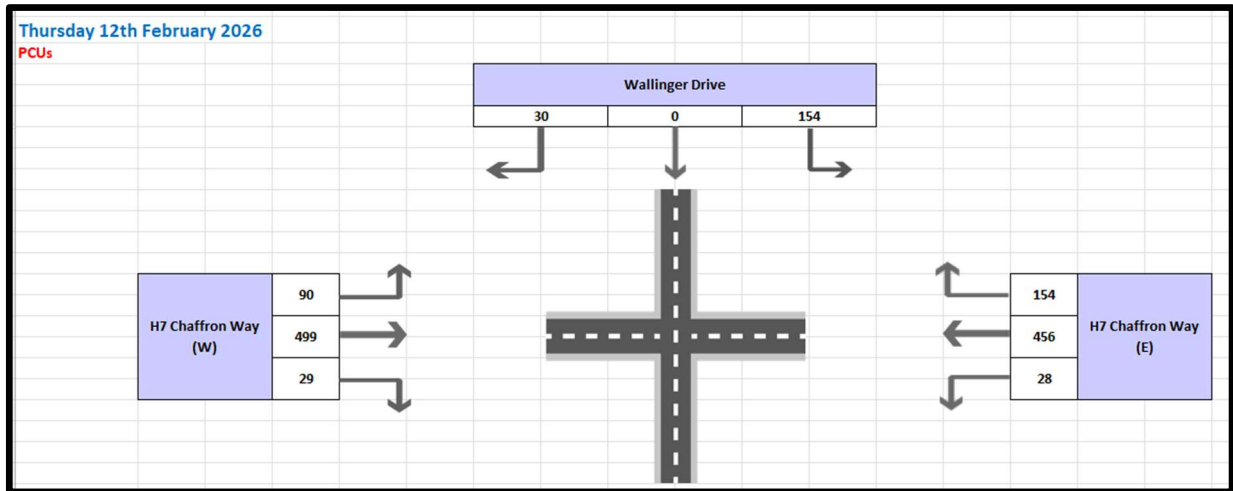 Thursday 12th February 2026
PCUs
Wallinger Drive
30 0 154
90
H7 Chaffron Way
(W)
499
29
154
456
H7 Chaffron Way
(E)
28